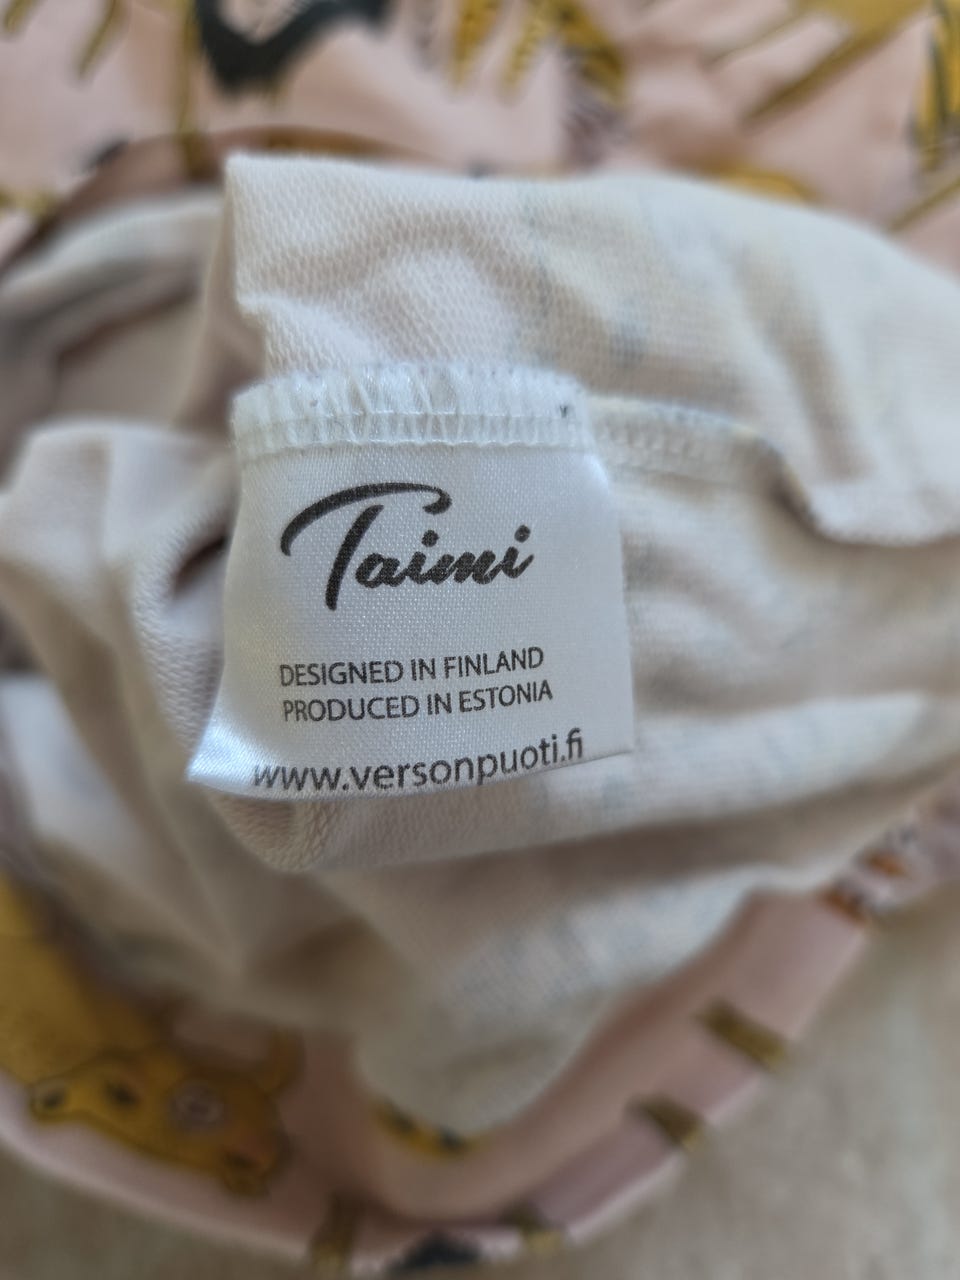 Taimi
DESIGNED IN FINLAND
PRODUCED IN ESTONIA
www.versonpuoti.fi